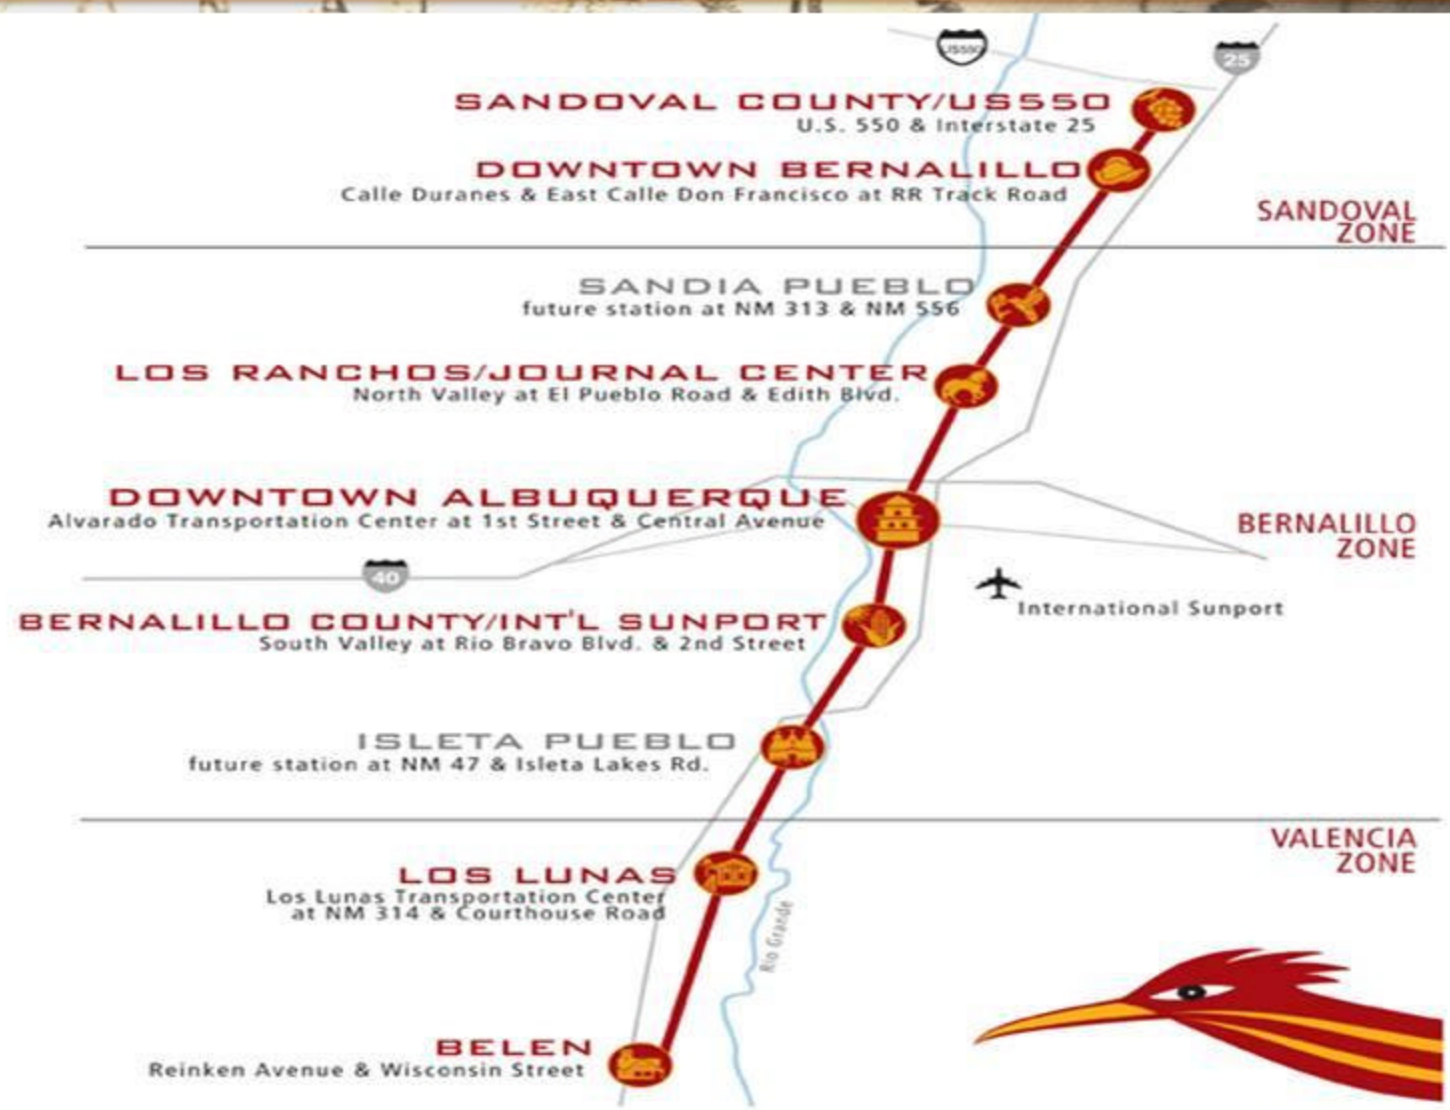 US550
25
SANDOVAL COUNTY/US550
U.S. 550 & Interstate 25
DOWNTOWN BERNALILLO
Calle Duranes & East Calle Don Francisco at RR Track Road
SANDOVAL
ZONE
SANDIA PUEBLO
future station at NM 313 & NM 556
LOS RANCHOS/JOURNAL CENTER
North Valley at El Pueblo Road & Edith Blvd.
DOWNTOWN ALBUQUERQUE
Alvarado Transportation Center at 1st Street & Central Avenue
BERNALILLO
ZONE
40
International Sunport
BERNALILLO COUNTY/INT'L SUNPORT
South Valley at Rio Bravo Blvd. & 2nd Street
ISLETA PUEBLO
future station at NM 47 & Isleta Lakes Rd.
VALENCIA
ZONE
LOS LUNAS
Los Lunas Transportation Center
at NM 314 & Courthouse Road
Rio Grande
BELEN
Reinken Avenue & Wisconsin Street